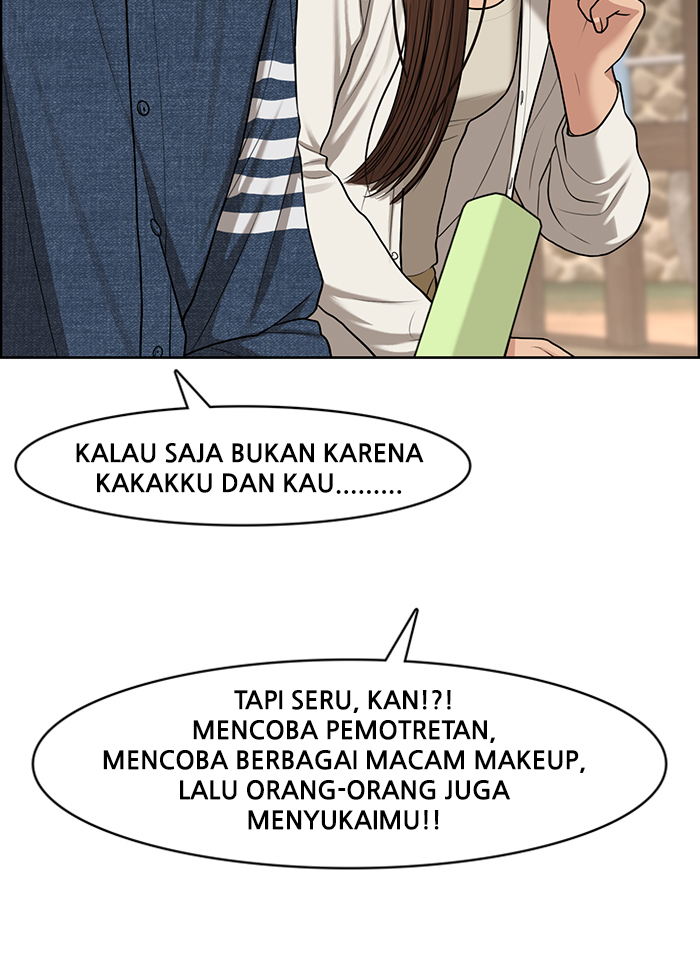 KALAU SAJA BUKAN KARENA
KAKAKKU DAN KAU.........
TAPI SERU, KAN!?!
MENCOBA PEMOTRETAN,
MENCOBA BERBAGAI MACAM MAKEUP,
LALU ORANG-ORANG JUGA
MENYUKAIMU!!